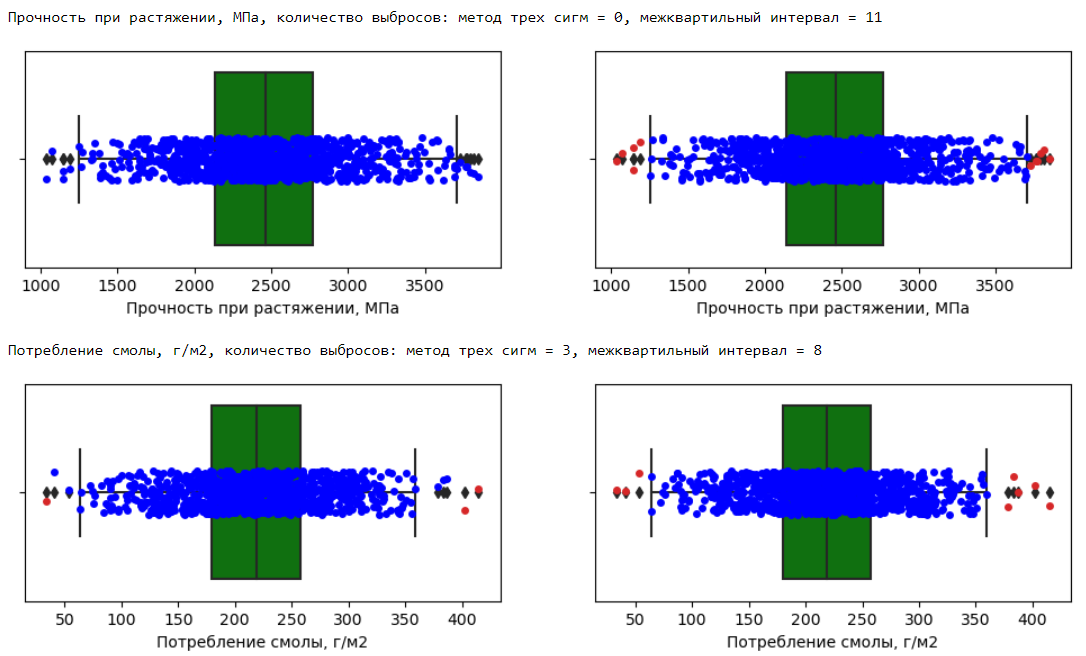 Прочность при растяжении, МПа, количество выбросов: метод трех сигм = 0, межквартильный интервал = 11
1000 1500 2000 2500 3000 3500
Прочность при растяжении, МПа
1000 1500 2000 2500 3000 3500
Прочность при растяжении, МПа
Потребление смолы, г/м2, количество выбросов: метод трех сигм = 3, межквартильный интервал = 8
50 100 150 200 250 300 350 400
Потребление смолы, г/м2
50 100 150 200 250 300 350 400
Потребление смолы, г/м2